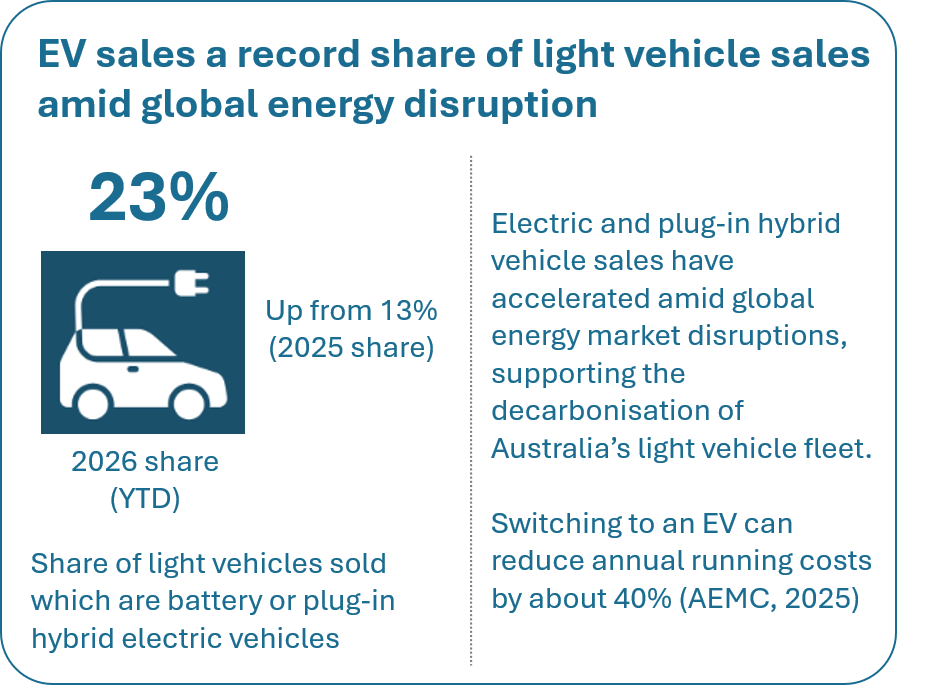 EV sales a record share of light vehicle sales
amid global energy disruption
23%
Up from 13%
(2025 share)
2026 share
(YTD)
Share of light vehicles sold
which are battery or plug-in
hybrid electric vehicles
Electric and plug-in hybrid
vehicle sales have
accelerated amid global
energy market disruptions,
supporting the
decarbonisation of
Australia’s light vehicle fleet.
Switching to an EV can
reduce annual running costs
by about 40% (AEMC, 2025)